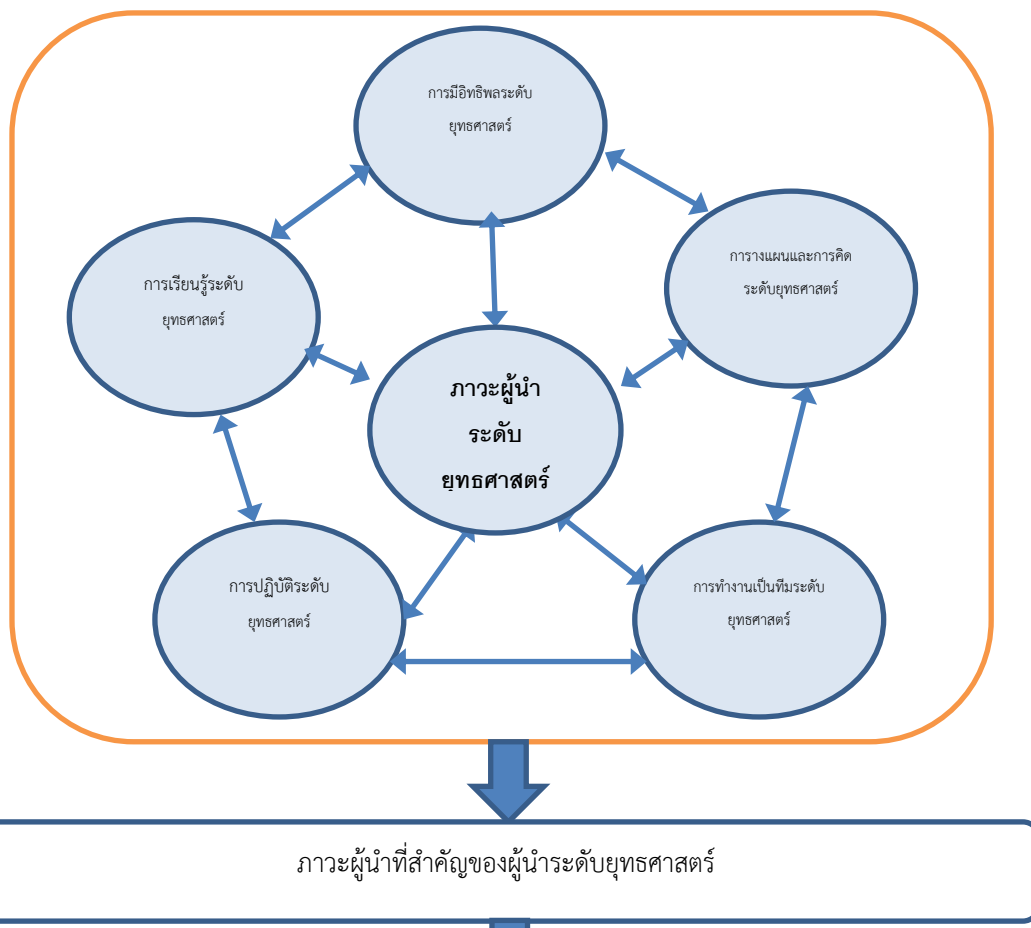 การมีอิทธิพลระดับ
ยุทธศาสตร์
การางแผนและการคิด
ระดับยุทธศาสตร์
การเรียนรู้ระดับ
ยุทธศาสตร์
ภาวะผู้นำ
ระดับ
ยุทธศาสตร์
การปฏิบัติระดับ
ยุทธศาสตร์
การทำงานเป็นทีมระดับ
ยุทธศาสตร์
ภาวะผู้นำที่สำคัญของผู้นำระดับยุทธศาสตร์